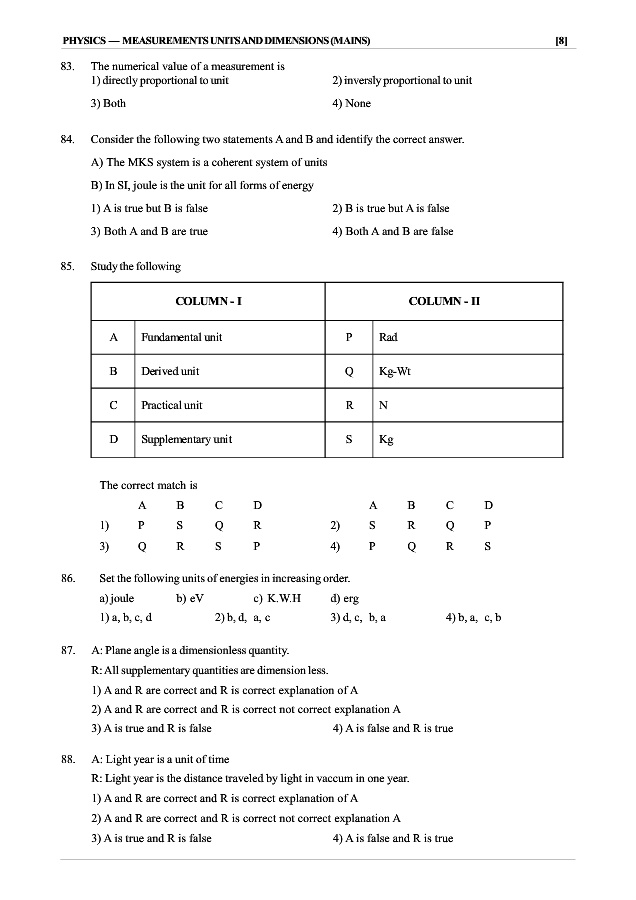 PHYSICS — MEASUREMENTS UNITS AND DIMENSIONS (MAINS) [8]
83. The numerical value of a measurement is
1) directly proportional to unit 2) inversly proportional to unit
3) Both 4) None
84. Consider the following two statements A and B and identify the correct answer.
A) The MKS system is a coherent system of units
B) In SI, joule is the unit for all forms of energy
1) A is true but B is false 2) B is true but A is false
3) Both A and B are true 4) Both A and B are false
85. Study the following
COLUMN - I COLUMN - II
A Fundamental unit P Rad
B Derived unit Q Kg-Wt
C Practical unit R N
D Supplementary unit S Kg
The correct match is
A B C D A B C D
1) P S Q R 2) S R Q P
3) Q R S P 4) P Q R S
86. Set the following units of energies in increasing order.
a) joule b) eV c) K.W.H d) erg
1) a, b, c, d 2) b, d, a, c 3) d, c, b, a 4) b, a, c, b
87. A: Plane angle is a dimensionless quantity.
R: All supplementary quantities are dimension less.
1) A and R are correct and R is correct explanation of A
2) A and R are correct and R is correct not correct explanation A
3) A is true and R is false 4) A is false and R is true
88. A: Light year is a unit of time
R: Light year is the distance traveled by light in vaccum in one year.
1) A and R are correct and R is correct explanation of A
2) A and R are correct and R is correct not correct explanation A
3) A is true and R is false 4) A is false and R is true